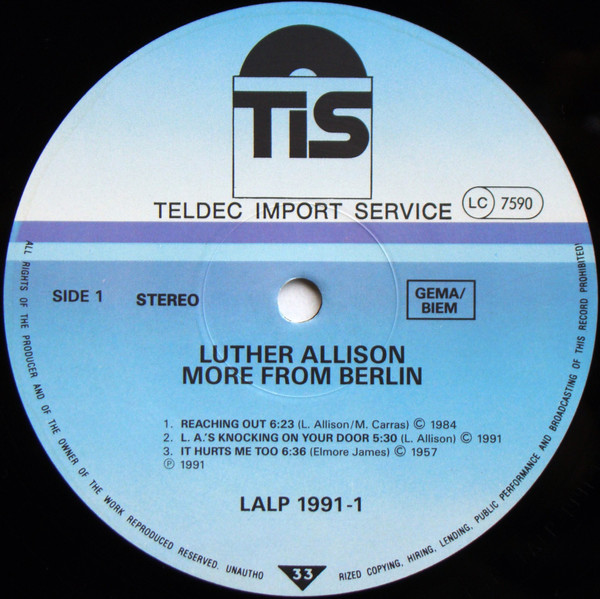 TiS
TELDEC IMPORT SERVICE
LC 7590
SIDE 1
STEREO
GEMA/
BIEM
LUTHER ALLISON
MORE FROM BERLIN
1. REACHING OUT 6:23 (L. Allison/M. Carras) © 1984
2. L. A.'S KNOCKING ON YOUR DOOR 5:30 (L. Allison) © 1991
3. IT HURTS ME TOO 6:36 (Elmore James) © 1957
℗ 1991
LALP 1991-1
ALL RIGHTS OF THE PRODUCER AND OF THE OWNER OF THE WORK REPRODUCED RESERVED. UNAUTHO
33
RIZED COPYING, HIRING, LENDING, PUBLIC PERFORMANCE AND BROADCASTING OF THIS RECORD PROHIBITED!